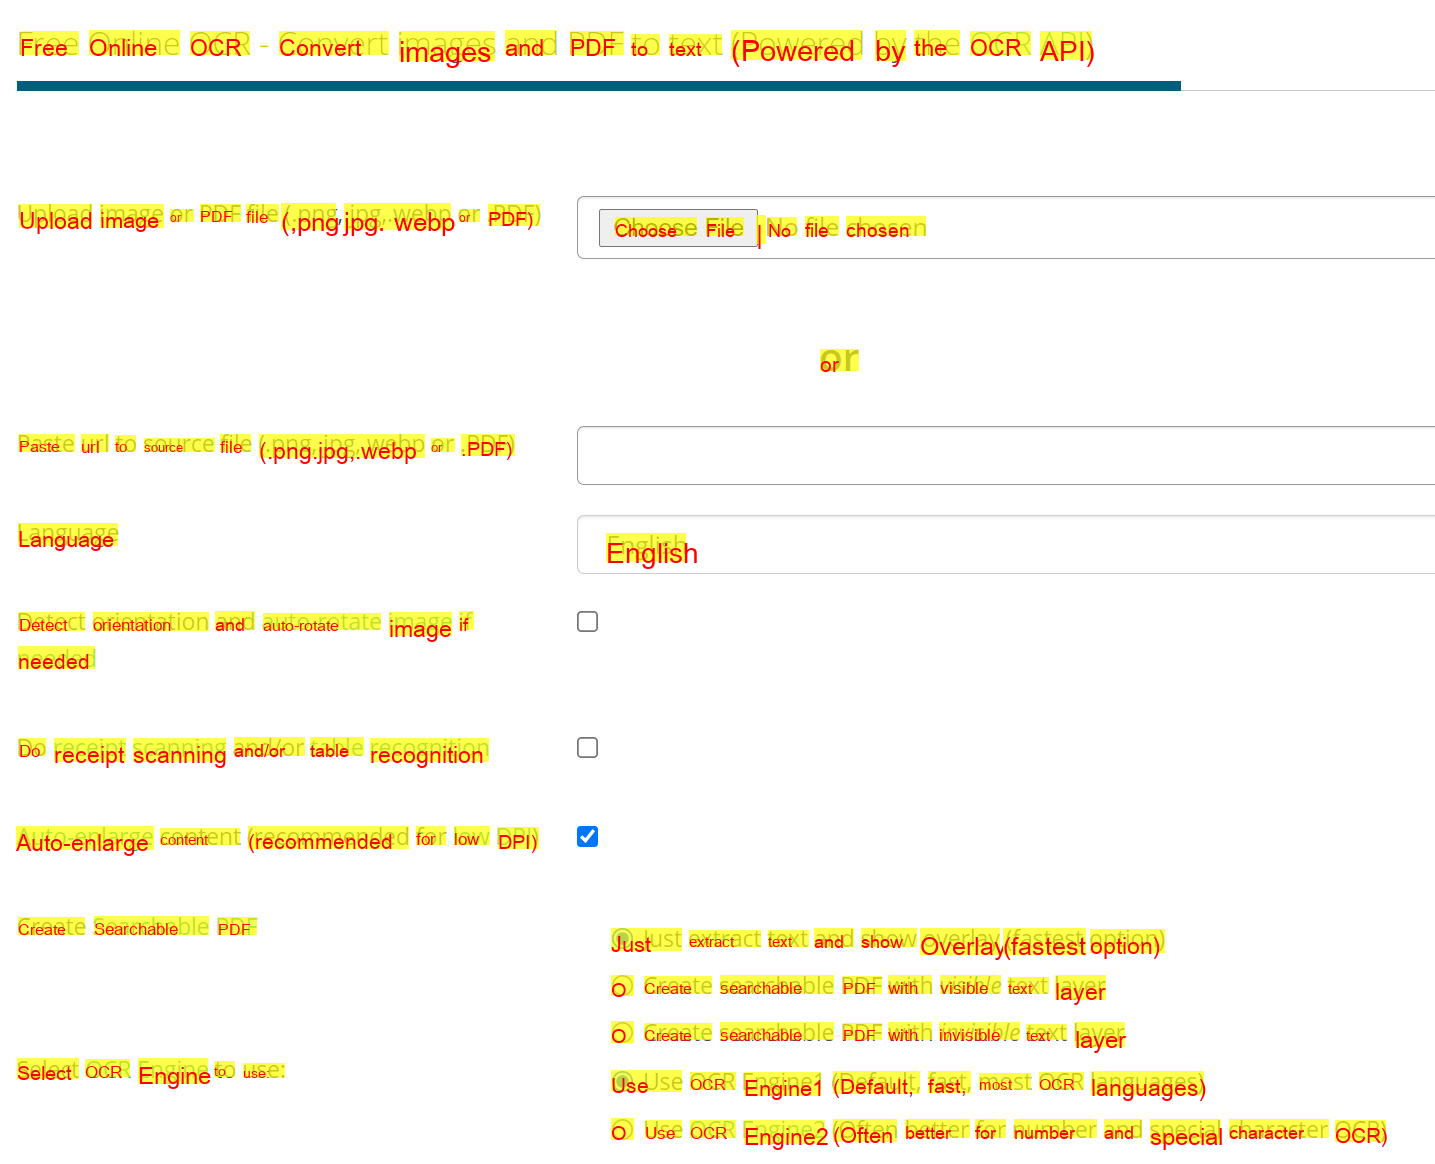 Free Online OCR - Convert images and PDF to text (Powered by the OCR API)
Upload image or PDF file (.png, jpg, .webp or .PDF)
Choose File No file chosen
or
Paste url to source file (.png, jpg, .webp or .PDF)
Language
English
Detect orientation and auto-rotate image if
needed
Do receipt scanning and/or table recognition
Auto-enlarge content (recommended for low DPI)
Create Searchable PDF
Just extract text and show overlay (fastest option)
Create searchable PDF with visible text layer
Create searchable PDF with invisible text layer
Select OCR Engine to use:
Use OCR Engine1 (Default, fast, most OCR languages)
Use OCR Engine2 (Often better for number and special character OCR)